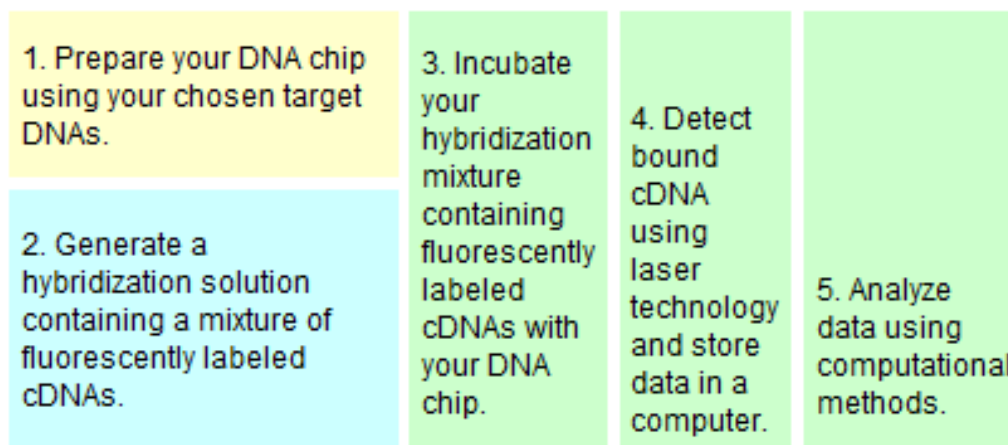 1. Prepare your DNA chip
using your chosen target
DNAs.
2. Generate a
hybridization solution
containing a mixture of
fluorescently labeled
cDNAs.
3. Incubate
your
hybridization
mixture
containing
fluorescently
labeled
cDNAs with
your DNA
chip.
4. Detect
bound
cDNA
using
laser
technology
and store
data in a
computer.
5. Analyze
data using
computational
methods.